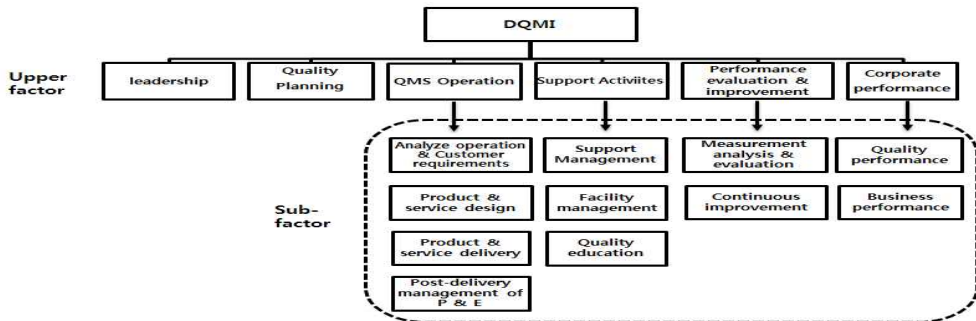 DQMI
Upper
factor
leadership
Quality
Planning
QMS Operation
Support Activiites
Performance
evaluation &
improvement
Corporate
performance
Sub-
factor
Analyze operation
& Customer
requirements
Product &
service design
Product &
service delivery
Post-delivery
management of
P & E
Support
Management
Facility
management
Quality
education
Measurement
analysis &
evaluation
Continuous
improvement
Quality
performance
Business
performance